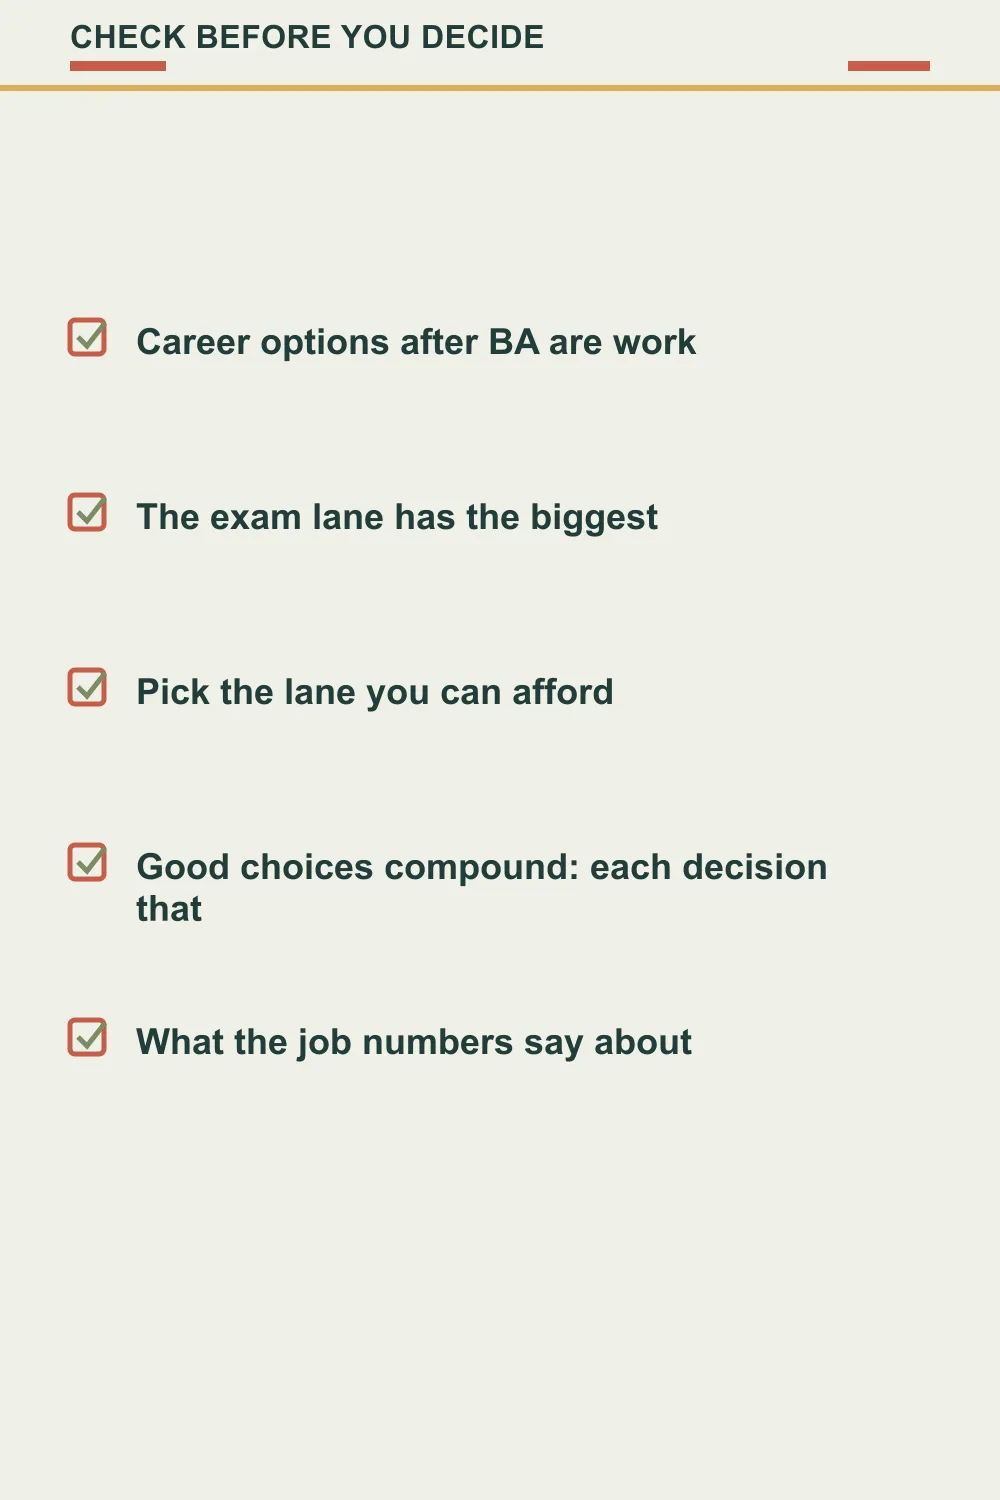 CHECK BEFORE YOU DECIDE
Career options after BA are work
The exam lane has the biggest
Pick the lane you can afford
Good choices compound: each decision
that
What the job numbers say about